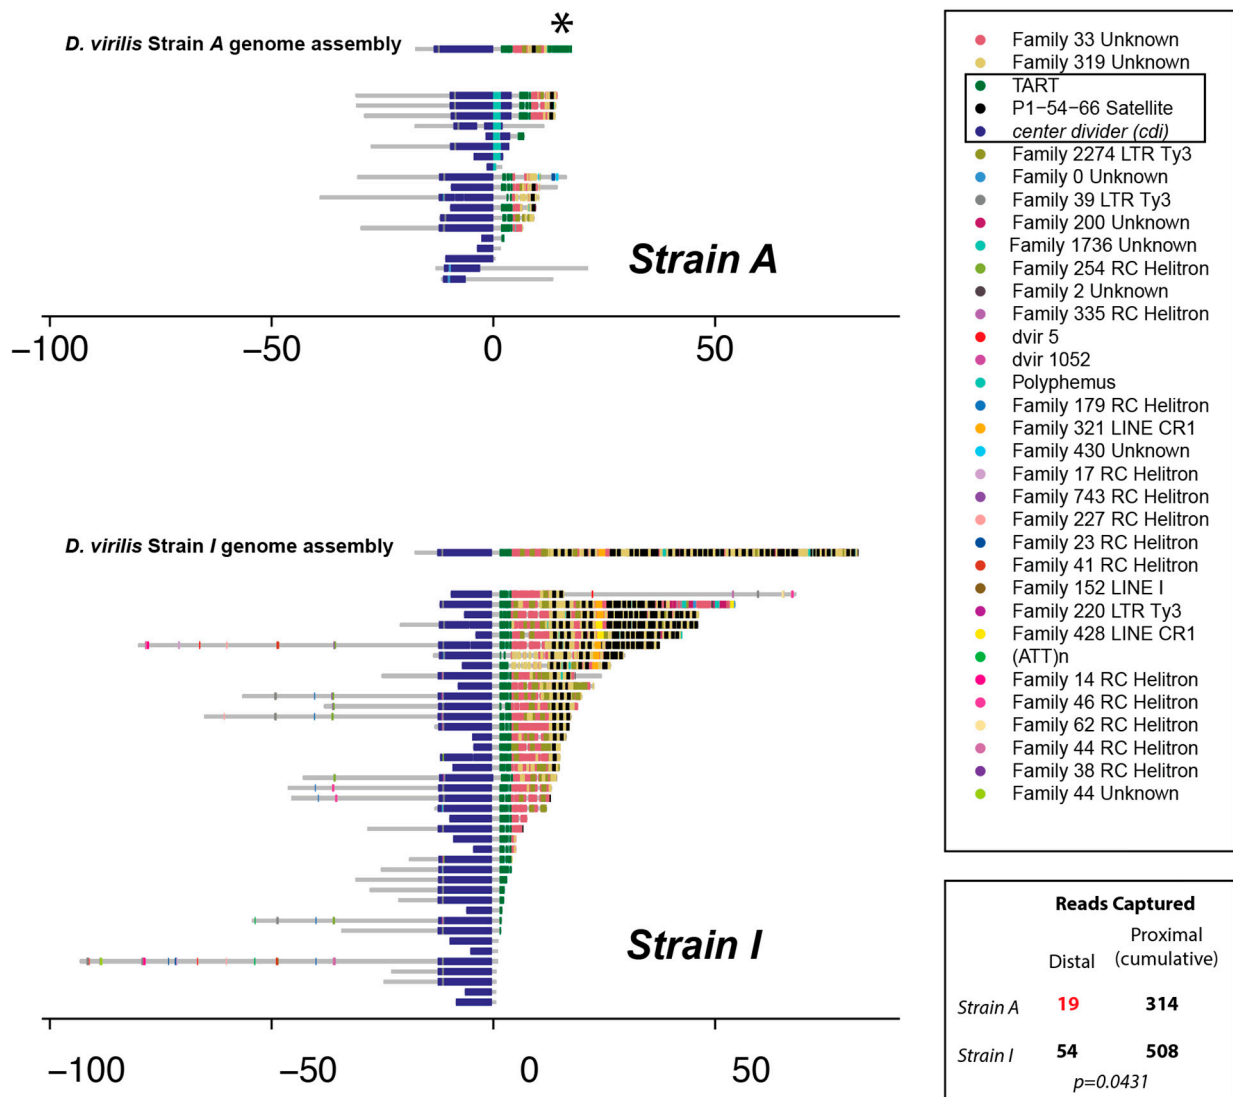 D. virilis Strain A genome assembly
*
Strain A
−100 −50 0 50
D. virilis Strain I genome assembly
Strain I
−100 −50 0 50
Family 33 Unknown
Family 319 Unknown
TART
P1−54−66 Satellite
center divider (cdi)
Family 2274 LTR Ty3
Family 0 Unknown
Family 39 LTR Ty3
Family 200 Unknown
Family 1736 Unknown
Family 254 RC Helitron
Family 2 Unknown
Family 335 RC Helitron
dvir 5
dvir 1052
Polyphemus
Family 179 RC Helitron
Family 321 LINE CR1
Family 430 Unknown
Family 17 RC Helitron
Family 743 RC Helitron
Family 227 RC Helitron
Family 23 RC Helitron
Family 41 RC Helitron
Family 152 LINE I
Family 220 LTR Ty3
Family 428 LINE CR1
(ATT)n
Family 14 RC Helitron
Family 46 RC Helitron
Family 62 RC Helitron
Family 44 RC Helitron
Family 38 RC Helitron
Family 44 Unknown
Reads Captured
Distal Proximal (cumulative)
Strain A 19 314
Strain I 54 508
p=0.0431